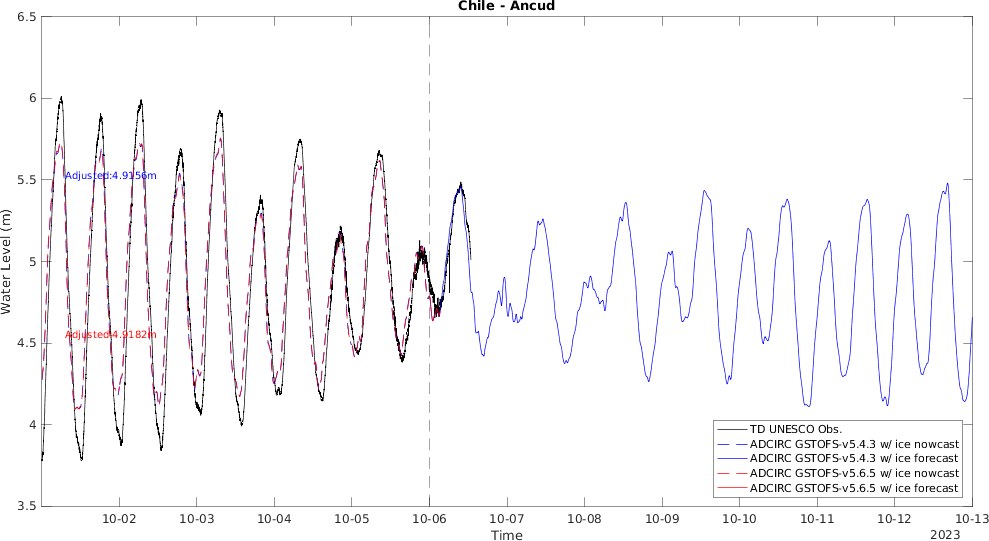 Chile - Ancud
6.5
6
5.5
5
4.5
4
3.5
Water Level (m)
Adjusted:4.9156m
Adjusted:4.9182m
TD UNESCO Obs.
ADCIRC GSTOFS-v5.4.3 w/ ice nowcast
ADCIRC GSTOFS-v5.4.3 w/ ice forecast
ADCIRC GSTOFS-v5.6.5 w/ ice nowcast
ADCIRC GSTOFS-v5.6.5 w/ ice forecast
10-02 10-03 10-04 10-05 10-06 10-07 10-08 10-09 10-10 10-11 10-12 10-13
Time
2023